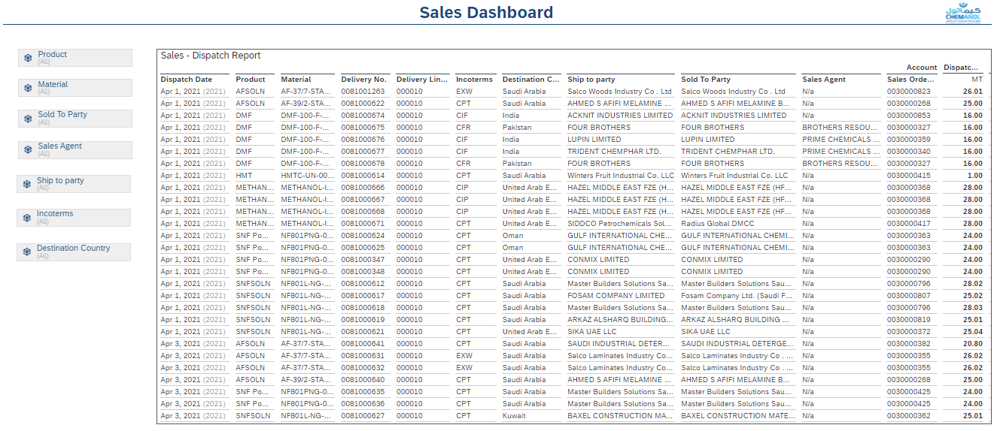 Sales Dashboard
كيمانول
CHEMANOL
Product
(All)
Material
(All)
Sold To Party
(All)
Sales Agent
(All)
Ship to party
(All)
Incoterms
(All)
Destination Country
(All)
Sales - Dispatch Report
Account Dispatc...
Dispatch Date Product Material Delivery No. Delivery Lin... Incoterms Destination C... Ship to party Sold To Party Sales Agent Sales Orde... MT
Apr 1, 2021 (2021) AFSOLN AF-37/7-STA... 0081001263 000010 EXW Saudi Arabia Salco Woods Industry Co . Ltd Salco Woods Industry Co . Ltd N/a 0030000823 26.01
Apr 1, 2021 (2021) AFSOLN AF-39/2-STA... 0081000622 000010 CPT Saudi Arabia AHMED S AFIFI MELAMINE ... AHMED S AFIFI MELAMINE B... N/a 0030000268 25.00
Apr 1, 2021 (2021) DMF DMF-100-F-... 0081000674 000010 CIF India ACKNIT INDUSTRIES LIMITED ACKNIT INDUSTRIES LIMITED N/a 0030000853 16.00
Apr 1, 2021 (2021) DMF DMF-100-F-... 0081000675 000010 CFR Pakistan FOUR BROTHERS FOUR BROTHERS BROTHERS RESOU... 0030000327 16.00
Apr 1, 2021 (2021) DMF DMF-100-F-... 0081000676 000010 CIF India LUPIN LIMITED LUPIN LIMITED PRIME CHEMICALS ... 0030000359 16.00
Apr 1, 2021 (2021) DMF DMF-100-F-... 0081000677 000010 CIF India TRIDENT CHEMPHAR LTD. TRIDENT CHEMPHAR LTD. PRIME CHEMICALS ... 0030000340 16.00
Apr 1, 2021 (2021) DMF DMF-100-F-... 0081000678 000010 CFR Pakistan FOUR BROTHERS FOUR BROTHERS BROTHERS RESOU... 0030000327 16.00
Apr 1, 2021 (2021) HMT HMTC-UN-00... 0081000614 000010 CPT Saudi Arabia Winters Fruit Industrial Co. LLC Winters Fruit Industrial Co. LLC N/a 0030000415 1.00
Apr 1, 2021 (2021) METHAN... METHANOL-I... 0081000666 000010 CIP United Arab E... HAZEL MIDDLE EAST FZE (H... HAZEL MIDDLE EAST FZE (HF... N/a 0030000368 28.00
Apr 1, 2021 (2021) METHAN... METHANOL-I... 0081000667 000010 CIP United Arab E... HAZEL MIDDLE EAST FZE (H... HAZEL MIDDLE EAST FZE (HF... N/a 0030000368 28.00
Apr 1, 2021 (2021) METHAN... METHANOL-I... 0081000668 000010 CIP United Arab E... HAZEL MIDDLE EAST FZE (H... HAZEL MIDDLE EAST FZE (HF... N/a 0030000368 28.00
Apr 1, 2021 (2021) METHAN... METHANOL-I... 0081000671 000010 CPT United Arab E... SIDDCO Petrochemicals Sol... Radius Global DMCC N/a 0030000417 28.00
Apr 1, 2021 (2021) SNF Po... NF801PNG-0... 0081000624 000010 CPT Oman GULF INTERNATIONAL CHE... GULF INTERNATIONAL CHEMI... N/a 0030000363 24.00
Apr 1, 2021 (2021) SNF Po... NF801PNG-0... 0081000625 000010 CPT Oman GULF INTERNATIONAL CHE... GULF INTERNATIONAL CHEMI... N/a 0030000363 24.00
Apr 1, 2021 (2021) SNF Po... NF801PNG-0... 0081000347 000010 CPT United Arab E... CONMIX LIMITED CONMIX LIMITED N/a 0030000290 24.00
Apr 1, 2021 (2021) SNF Po... NF801PNG-0... 0081000348 000010 CPT United Arab E... CONMIX LIMITED CONMIX LIMITED N/a 0030000290 24.00
Apr 1, 2021 (2021) SNFSOLN NF801L-NG-... 0081000612 000010 CPT Saudi Arabia Master Builders Solutions Sa... Master Builders Solutions Sau... N/a 0030000796 28.02
Apr 1, 2021 (2021) SNFSOLN NF801L-NG-... 0081000617 000010 CPT Saudi Arabia FOSAM COMPANY LIMITED Fosam Company Ltd. (Saudi F... N/a 0030000807 25.02
Apr 1, 2021 (2021) SNFSOLN NF801L-NG-... 0081000618 000010 CPT Saudi Arabia Master Builders Solutions Sa... Master Builders Solutions Sau... N/a 0030000796 28.03
Apr 1, 2021 (2021) SNFSOLN NF801L-NG-... 0081000619 000010 CPT Saudi Arabia ARKAZ ALSHARQ BUILDING... ARKAZ ALSHARQ BUILDING ... N/a 0030000819 25.01
Apr 1, 2021 (2021) SNFSOLN NF801L-NG-... 0081000621 000010 CPT United Arab E... SIKA UAE LLC SIKA UAE LLC N/a 0030000372 25.04
Apr 3, 2021 (2021) AFSOLN AF-37/7-STA... 0081000641 000010 CPT Saudi Arabia SAUDI INDUSTRIAL DETER... SAUDI INDUSTRIAL DETERGE... N/a 0030000382 20.80
Apr 3, 2021 (2021) AFSOLN AF-37/7-STA... 0081000631 000010 EXW Saudi Arabia Salco Laminates Industry Co... Salco Laminates Industry Co . ... N/a 0030000355 26.02
Apr 3, 2021 (2021) AFSOLN AF-37/7-STA... 0081000632 000010 EXW Saudi Arabia Salco Laminates Industry Co... Salco Laminates Industry Co . ... N/a 0030000355 26.02
Apr 3, 2021 (2021) AFSOLN AF-39/2-STA... 0081000640 000010 CPT Saudi Arabia AHMED S AFIFI MELAMINE ... AHMED S AFIFI MELAMINE B... N/a 0030000268 25.00
Apr 3, 2021 (2021) SNF Po... NF801PNG-0... 0081000635 000010 CPT Saudi Arabia Master Builders Solutions Sa... Master Builders Solutions Sau... N/a 0030000425 24.00
Apr 3, 2021 (2021) SNF Po... NF801PNG-0... 0081000636 000010 CPT Saudi Arabia Master Builders Solutions Sa... Master Builders Solutions Sau... N/a 0030000425 24.00
Apr 3, 2021 (2021) SNFSOLN NF801L-NG-... 0081000627 000010 CPT Kuwait BAXEL CONSTRUCTION MA... BAXEL CONSTRUCTION MATE... N/a 0030000362 25.01